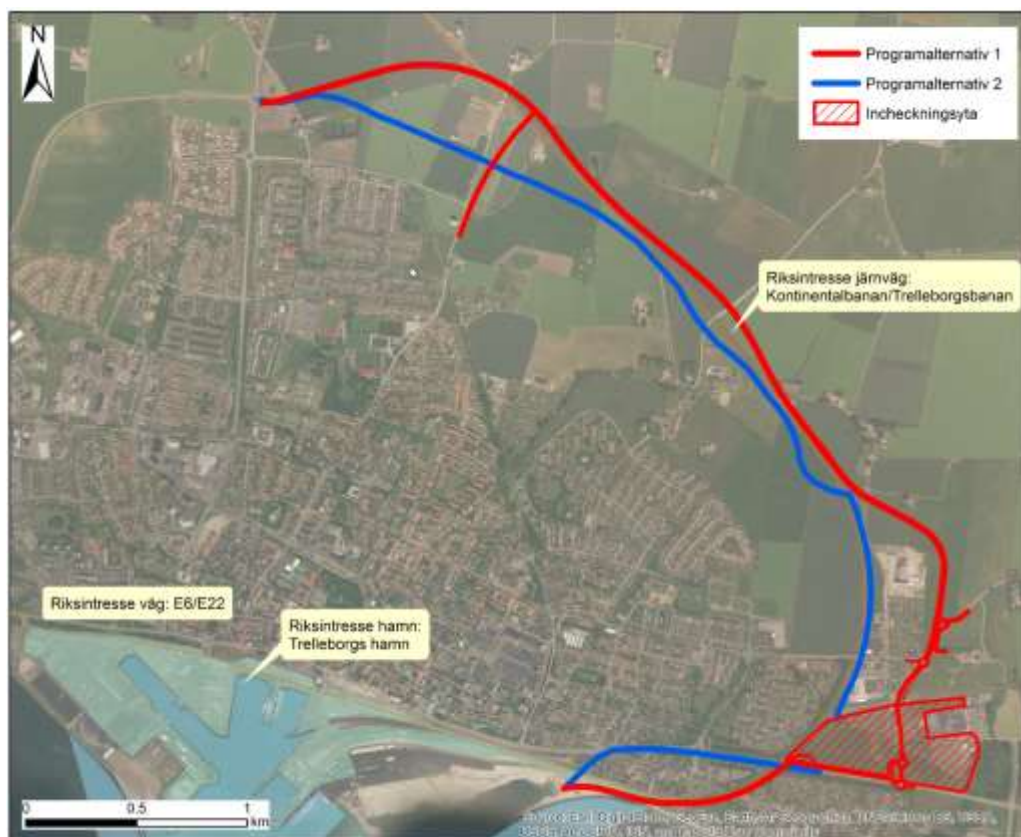 N
Programalternativ 1
Programalternativ 2
Incheckningsyta
Riksintresse järnväg:
Kontinentalbanan/Trelleborgsbanan
Riksintresse väg: E6/E22
Riksintresse hamn:
Trelleborgs hamn
0 0.5 1
km